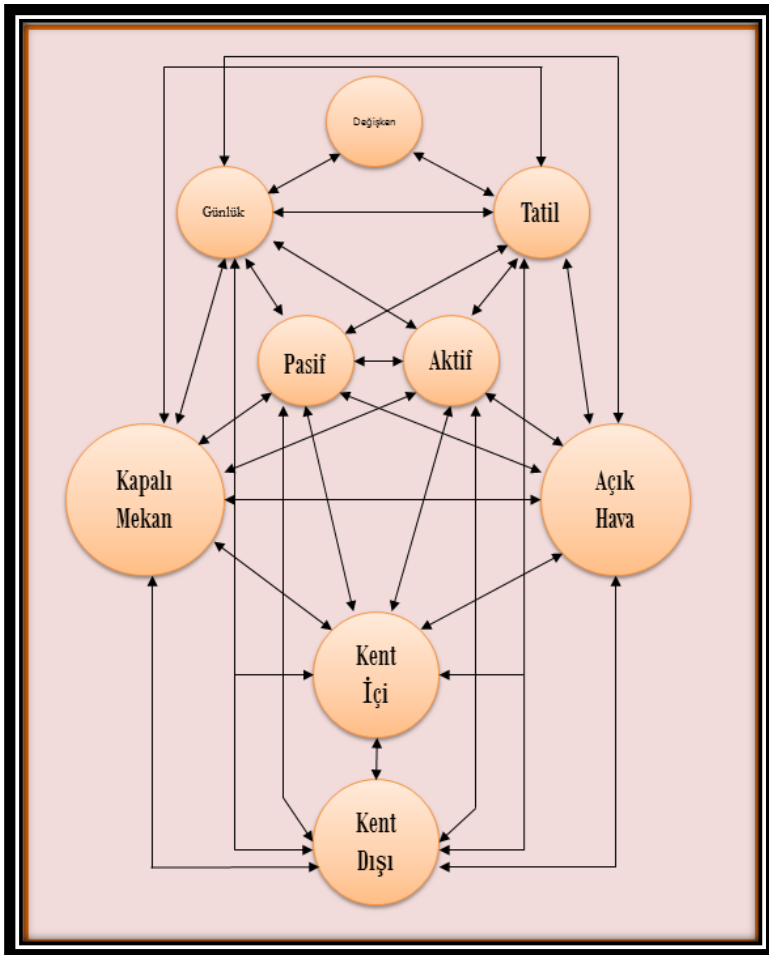 Değişken
Günlük
Tatil
Pasif
Aktif
Kapalı
Mekan
Açık
Hava
Kent
İçi
Kent
Dışı